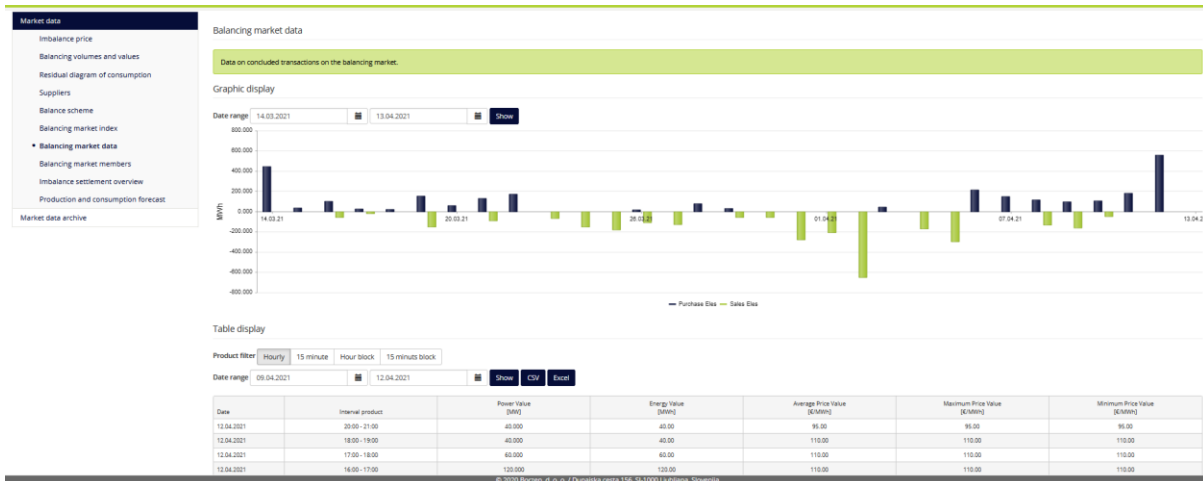 Market data
Imbalance price
Balancing volumes and values
Residual diagram of consumption
Suppliers
Balance scheme
Balancing market index
Balancing market data
Balancing market members
Imbalance settlement overview
Production and consumption forecast
Market data archive
Balancing market data
Data on concluded transactions on the balancing market.
Graphic display
Date range 14.03.2021 13.04.2021 Show
800.000
600.000
400.000
200.000
0.000
-200.000
-400.000
-600.000
-800.000
MWh
14.03.21 20.03.21 26.03.21 01.04.21 07.04.21 13.04.2
Purchase Eles Sales Eles
Table display
Product filter Hourly 15 minute Hour block 15 minuts block
Date range 09.04.2021 12.04.2021 Show CSV Excel
Date Interval product Power Value [MW] Energy Value [MWh] Average Price Value [€/MWh] Maximum Price Value [€/MWh] Minimum Price Value [€/MWh]
12.04.2021 20:00 - 21:00 40.000 40.00 95.00 95.00 95.00
12.04.2021 18:00 - 19:00 40.000 40.00 110.00 110.00 110.00
12.04.2021 17:00 - 18:00 60.000 60.00 110.00 110.00 110.00
12.04.2021 16:00 - 17:00 120.000 120.00 110.00 110.00 110.00
© 2020 Borzen, d. o. o. / Dunajska cesta 156, SI-1000 Ljubljana, Slovenija